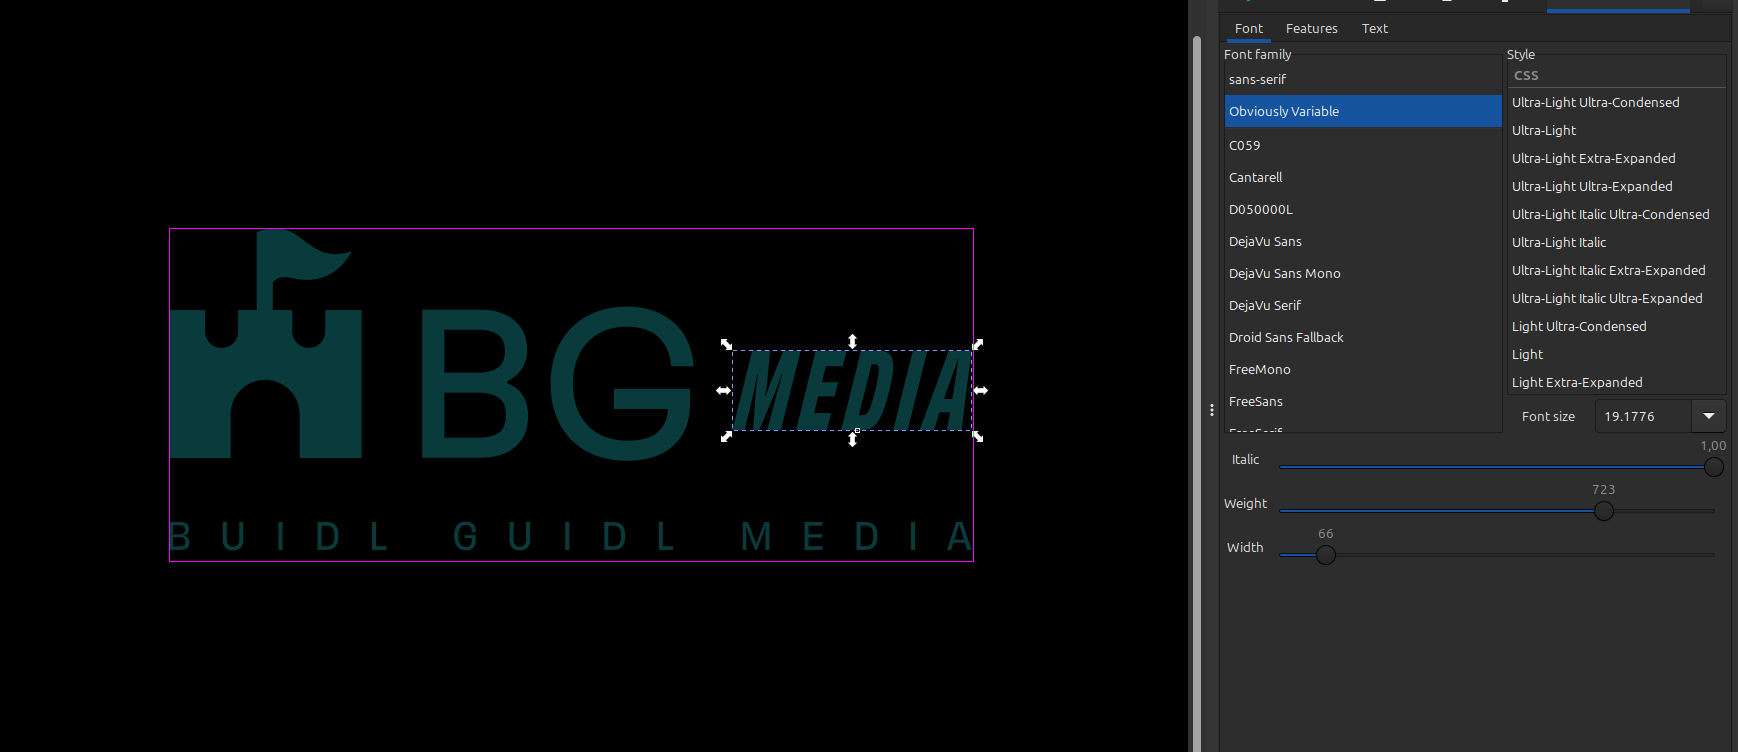 Font Features Text
Font family
sans-serif
Obviously Variable
C059
Cantarell
D050000L
DejaVu Sans
DejaVu Sans Mono
DejaVu Serif
Droid Sans Fallback
FreeMono
FreeSans
FreeSerif
Style
CSS
Ultra-Light Ultra-Condensed
Ultra-Light
Ultra-Light Extra-Expanded
Ultra-Light Ultra-Expanded
Ultra-Light Italic Ultra-Condensed
Ultra-Light Italic
Ultra-Light Italic Extra-Expanded
Ultra-Light Italic Ultra-Expanded
Light Ultra-Condensed
Light
Light Extra-Expanded
Font size 19.1776
Italic 1,00
Weight 723
Width 66
BG MEDIA
BUIDL GUIDL MEDIA